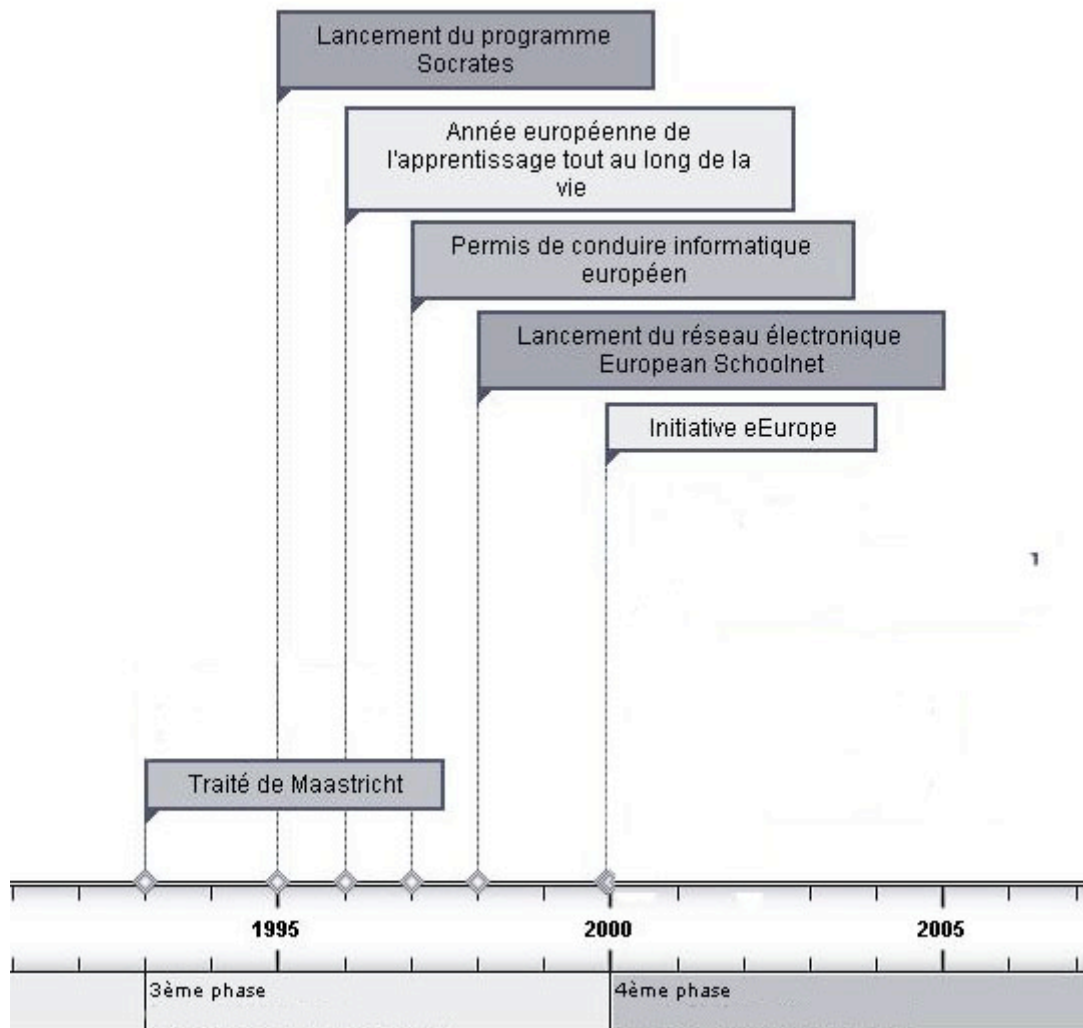 Lancement du programme
Socrates
Année européenne de
l'apprentissage tout au long de la
vie
Permis de conduire informatique
européen
Lancement du réseau électronique
European Schoolnet
Initiative eEurope
Traité de Maastricht
1995
2000
2005
3ème phase
4ème phase